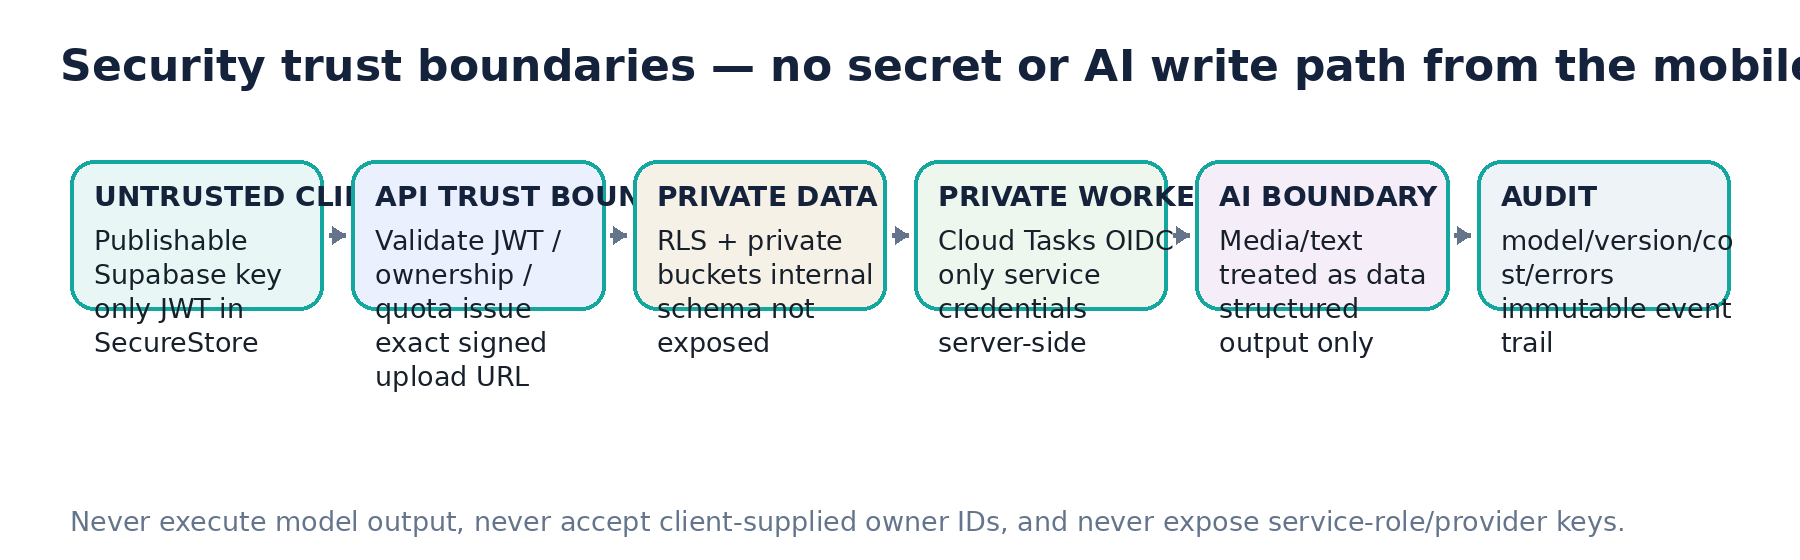 Security trust boundaries — no secret or AI write path from the mobile
UNTRUSTED CLI
Publishable
Supabase key
only JWT in
SecureStore
API TRUST BOUN
Validate JWT /
ownership /
quota issue
exact signed
upload URL
PRIVATE DATA
RLS + private
buckets internal
schema not
exposed
PRIVATE WORKE
Cloud Tasks OIDC
only service
credentials
server-side
AI BOUNDARY
Media/text
treated as data
structured
output only
AUDIT
model/version/co
st/errors
immutable event
trail
Never execute model output, never accept client-supplied owner IDs, and never expose service-role/provider keys.